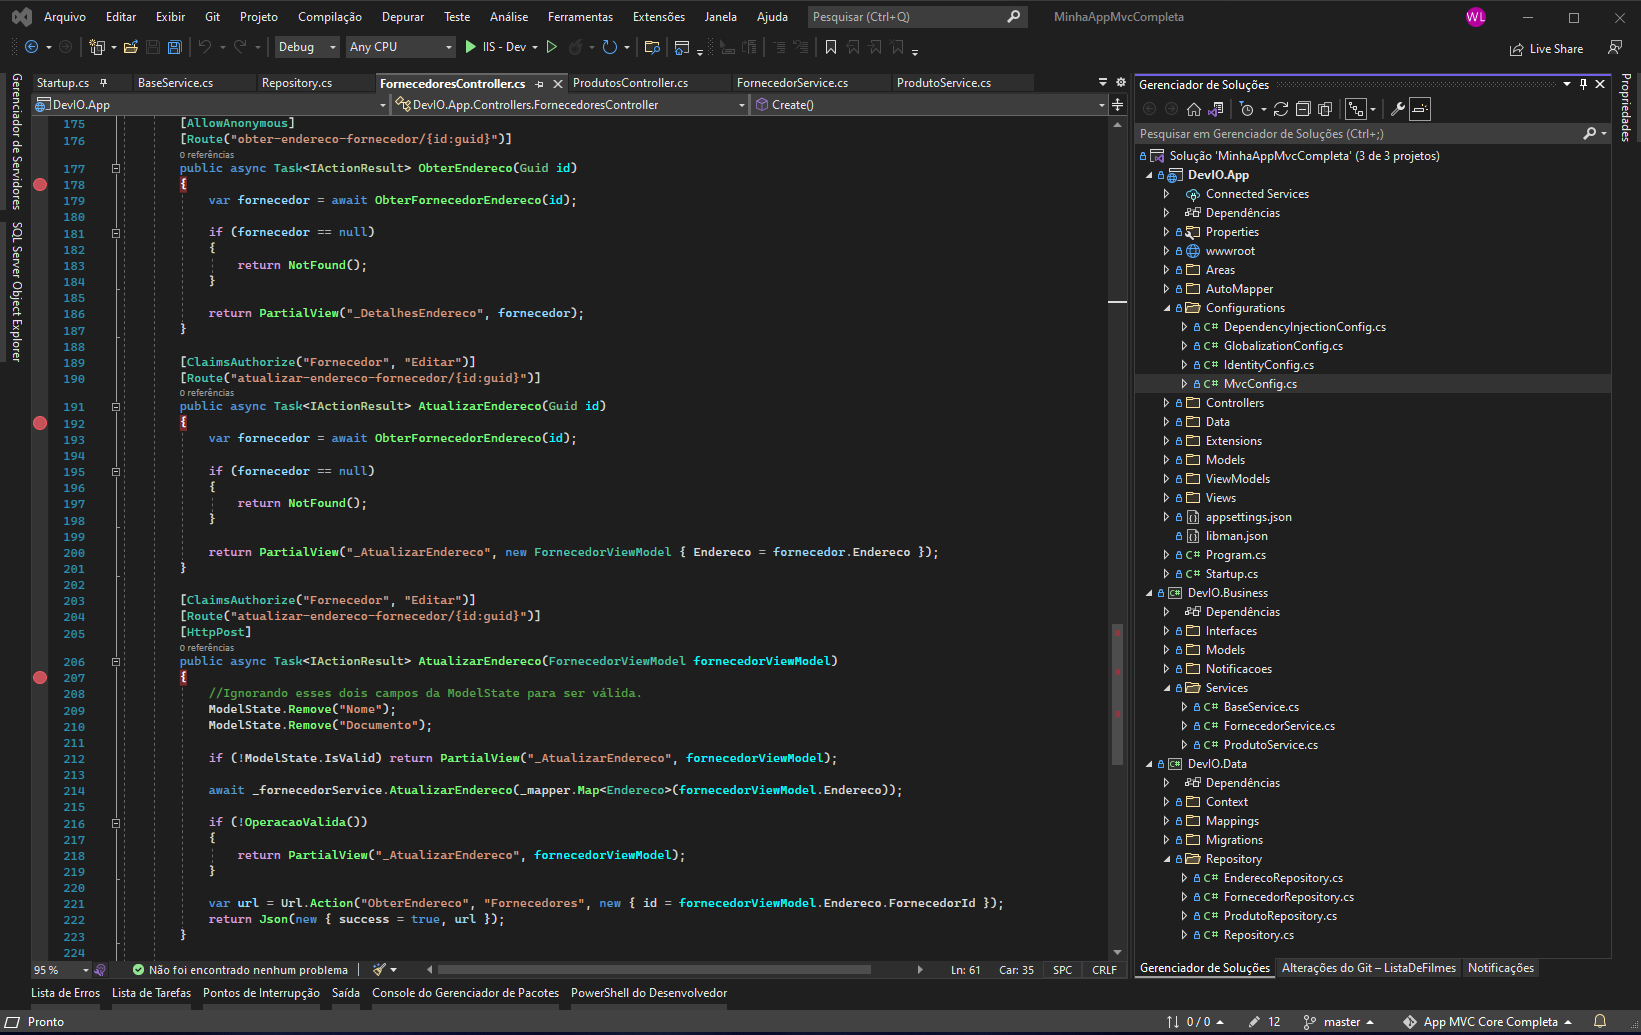 Arquivo Editar Exibir Git Projeto Compilação Depurar Teste Análise Ferramentas Extensões Janela Ajuda Pesquisar (Ctrl+Q) MinhaAppMvcCompleta WL
Debug Any CPU IIS - Dev Live Share
Startup.cs BaseService.cs Repository.cs FornecedoresController.cs ProdutosController.cs FornecedorService.cs ProdutoService.cs
DevIO.App DevIO.App.Controllers.FornecedoresController Create()
Gerenciador de Servidores
SQL Server Object Explorer
175 [AllowAnonymous]
176 [Route("obter-endereco-fornecedor/{id:guid}")]
0 referências
177 public async Task<IActionResult> ObterEndereco(Guid id)
178 {
179 var fornecedor = await ObterFornecedorEndereco(id);
180
181 if (fornecedor == null)
182 {
183 return NotFound();
184 }
185
186 return PartialView("_DetalhesEndereco", fornecedor);
187 }
188
189 [ClaimsAuthorize("Fornecedor", "Editar")]
190 [Route("atualizar-endereco-fornecedor/{id:guid}")]
0 referências
191 public async Task<IActionResult> AtualizarEndereco(Guid id)
192 {
193 var fornecedor = await ObterFornecedorEndereco(id);
194
195 if (fornecedor == null)
196 {
197 return NotFound();
198 }
199
200 return PartialView("_AtualizarEndereco", new FornecedorViewModel { Endereco = fornecedor.Endereco });
201 }
202
203 [ClaimsAuthorize("Fornecedor", "Editar")]
204 [Route("atualizar-endereco-fornecedor/{id:guid}")]
205 [HttpPost]
0 referências
206 public async Task<IActionResult> AtualizarEndereco(FornecedorViewModel fornecedorViewModel)
207 {
208 //Ignorando esses dois campos da ModelState para ser válida.
209 ModelState.Remove("Nome");
210 ModelState.Remove("Documento");
211
212 if (!ModelState.IsValid) return PartialView("_AtualizarEndereco", fornecedorViewModel);
213
214 await _fornecedorService.AtualizarEndereco(_mapper.Map<Endereco>(fornecedorViewModel.Endereco));
215
216 if (!OperacaoValida())
217 {
218 return PartialView("_AtualizarEndereco", fornecedorViewModel);
219 }
220
221 var url = Url.Action("ObterEndereco", "Fornecedores", new { id = fornecedorViewModel.Endereco.FornecedorId });
222 return Json(new { success = true, url });
223 }
224
95 % Não foi encontrado nenhum problema Ln: 61 Car: 35 SPC CRLF
Gerenciador de Soluções
Pesquisar em Gerenciador de Soluções (Ctrl+;)
Solução 'MinhaAppMvcCompleta' (3 de 3 projetos)
DevIO.App
Connected Services
Dependências
Properties
wwwroot
Areas
AutoMapper
Configurations
C# DependencyInjectionConfig.cs
C# GlobalizationConfig.cs
C# IdentityConfig.cs
C# MvcConfig.cs
Controllers
Data
Extensions
Models
ViewModels
Views
appsettings.json
libman.json
C# Program.cs
C# Startup.cs
C# DevIO.Business
Dependências
Interfaces
Models
Notificacoes
Services
C# BaseService.cs
C# FornecedorService.cs
C# ProdutoService.cs
C# DevIO.Data
Dependências
Context
Mappings
Migrations
Repository
C# EnderecoRepository.cs
C# FornecedorRepository.cs
C# ProdutoRepository.cs
C# Repository.cs
Gerenciador de Soluções Alterações do Git – ListaDeFilmes Notificações
Propriedades
Lista de Erros Lista de Tarefas Pontos de Interrupção Saída Console do Gerenciador de Pacotes PowerShell do Desenvolvedor
Pronto 0 / 0 12 master App MVC Core Completa